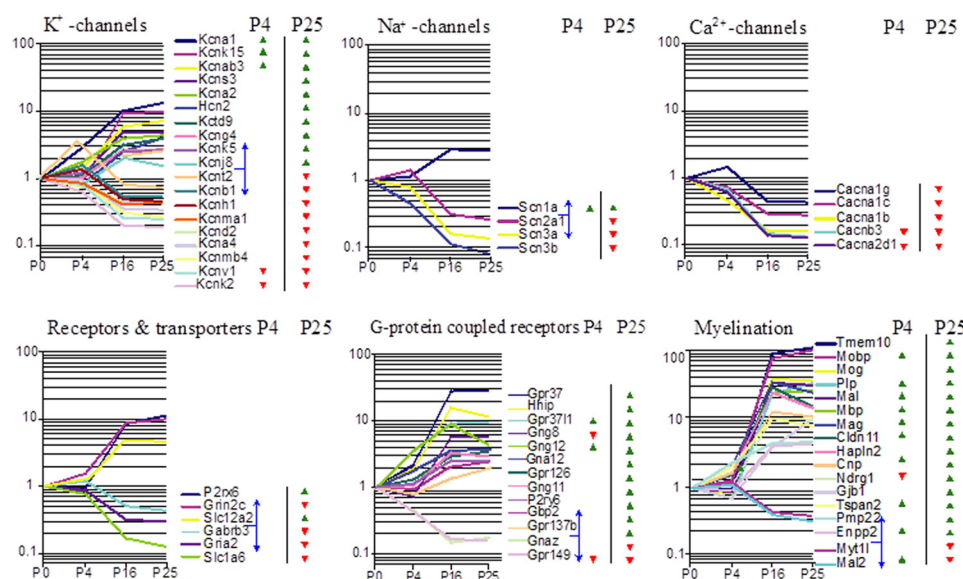 K⁺ -channels P4 P25
100
10
1
0.1
P0 P4 P16 P25
Kcna1
Kcnk15
Kcnab3
Kcns3
Kcna2
Hcn2
Kctd9
Kcng4
Kcnk5
Kcnj8
Kcnt2
Kcnb1
Kcnh1
Kcnma1
Kcnd2
Kcna4
Kcnmb4
Kcnv1
Kcnk2
Na⁺ -channels P4 P25
100
10
1
0.1
P0 P4 P16 P25
Scn1a
Scn2a1
Scn3a
Scn3b
Ca²⁺-channels P4 P25
100
10
1
0.1
P0 P4 P16 P25
Cacna1g
Cacna1c
Cacna1b
Cacnb3
Cacna2d1
Receptors & transporters P4 P25
100
10
1
0.1
P0 P4 P16 P25
P2rx6
Grin2c
Slc12a2
Gabrb3
Gria2
Slc1a6
G-protein coupled receptors P4 P25
100
10
1
0.1
P0 P4 P16 P25
Gpr37
Hhip
Gpr37l1
Gng8
Gng12
Gna12
Gpr126
Gng11
P2ry6
Gbp2
Gpr137b
Gnaz
Gpr149
Myelination P4 P25
100
10
1
0.1
P0 P4 P16 P25
Tmem10
Mobp
Mog
Plp
Mal
Mbp
Mag
Cldn11
Hapln2
Cnp
Ndrg1
Gjb1
Tspan2
Pmp22
Enpp2
Myt1l
Mal2